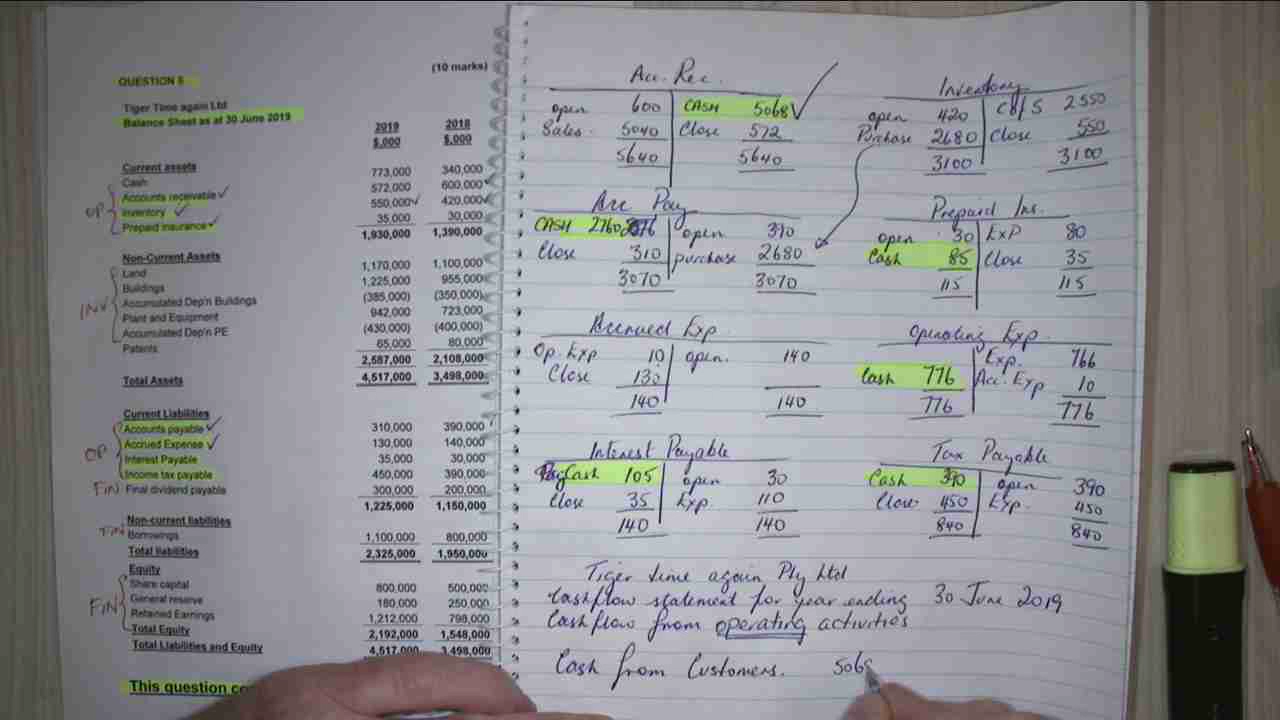 (10 marks)
QUESTION 5
Tiger Time again Ltd
Balance Sheet as at 30 June 2019
2019 2018
$,000 $,000
Current assets
Cash 773,000 340,000
Accounts receivable ✓ 572,000 600,000
Inventory ✓ 550,000 420,000
Prepaid insurance ✓ 35,000 30,000
1,930,000 1,390,000
OP
Non-Current Assets
Land 1,170,000 1,100,000
Buildings 1,225,000 955,000
Accumulated Dep'n Buildings (385,000) (350,000)
Plant and Equipment 942,000 723,000
Accumulated Dep'n PE (430,000) (400,000)
Patents 65,000 80,000
2,587,000 2,108,000
INV
Total Assets 4,517,000 3,498,000
Current Liabilities
Accounts payable ✓ 310,000 390,000
Accrued Expense ✓ 130,000 140,000
Interest Payable 35,000 30,000
Income tax payable 450,000 390,000
OP
FIN Final dividend payable 300,000 200,000
1,225,000 1,150,000
Non-current liabilities
FIN Borrowings 1,100,000 800,000
Total liabilities 2,325,000 1,950,000
Equity
Share capital 800,000 500,000
General reserve 180,000 250,000
Retained Earnings 1,212,000 798,000
FIN
Total Equity 2,192,000 1,548,000
Total Liabilities and Equity 4,517,000 3,498,000
This question co
Acc. Rec.
open 600 CASH 5068 ✓
Sales 5040 Close 572
5640 5640
Inventory
open 420 COfS 2550
Purchase 2680 Close 550
3100 3100
Acc Pay
CASH 2760 open 390
Close 310 purchase 2680
3070 3070
Prepaid Ins.
open 30 Exp 80
Cash 85 Close 35
115 115
Accrued Exp
Op. Exp 10 open. 140
Close 130
140 140
Operating Exp
Exp. 766
Cash 776 Acc. Exp 10
776 776
Interest Payable
Cash 105 open 30
Close 35 Exp 110
140 140
Tax Payable
Cash 390 open 390
Close 450 Exp. 450
840 840
Tiger time again Pty Ltd
Cashflow statement for year ending 30 June 2019
Cashflow from operating activities
Cash from Customers. 5068